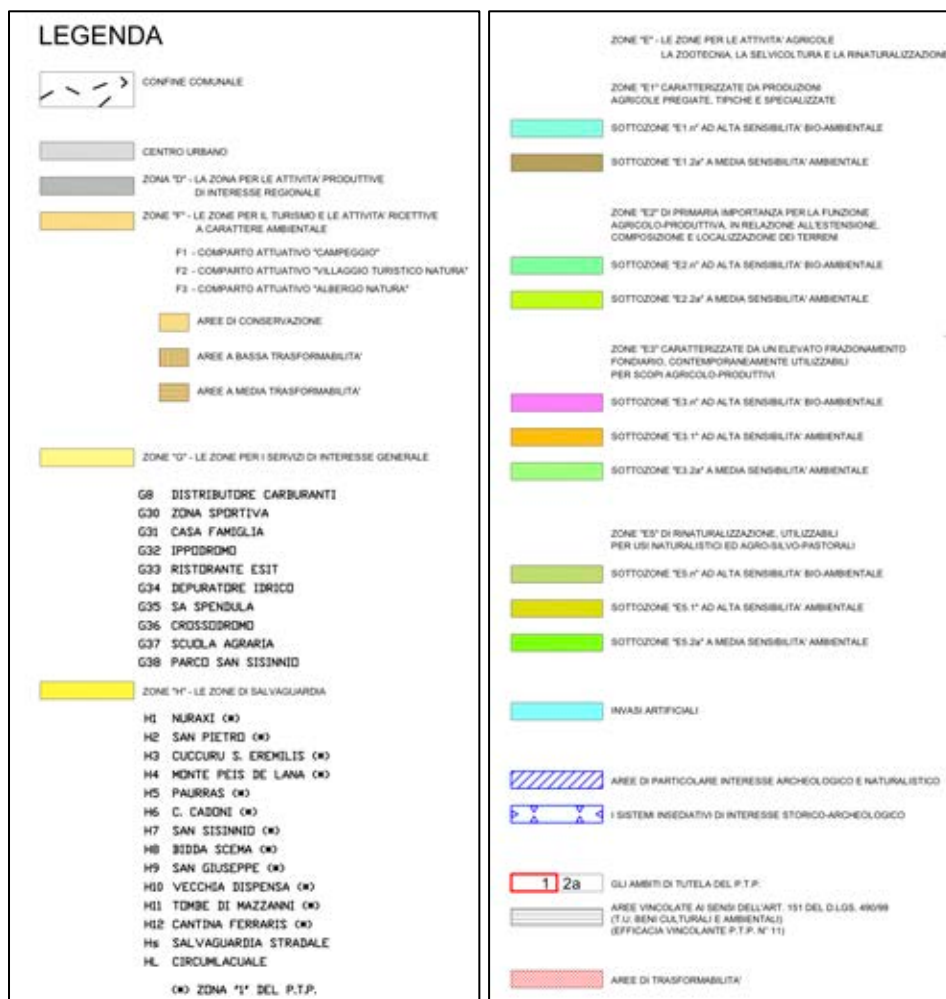 LEGENDA
CONFINE COMUNALE
CENTRO URBANO
ZONA "D" - LA ZONA PER LE ATTIVITA' PRODUTTIVE
DI INTERESSE REGIONALE
ZONE "F" - LE ZONE PER IL TURISMO E LE ATTIVITA' RICETTIVE
A CARATTERE AMBIENTALE
F1 - COMPARTO ATTUATIVO "CAMPEGGIO"
F2 - COMPARTO ATTUATIVO "VILLAGGIO TURISTICO NATURA"
F3 - COMPARTO ATTUATIVO "ALBERGO NATURA"
AREE DI CONSERVAZIONE
AREE A BASSA TRASFORMABILITA'
AREE A MEDIA TRASFORMABILITA'
ZONE "G" - LE ZONE PER I SERVIZI DI INTERESSE GENERALE
G8 DISTRIBUTORE CARBURANTI
G30 ZONA SPORTIVA
G31 CASA FAMIGLIA
G32 IPPODROMO
G33 RISTORANTE ESIT
G34 DEPURATORE IDRICO
G35 SA SPENDULA
G36 CROSSODROMO
G37 SCUOLA AGRARIA
G38 PARCO SAN SISINNIO
ZONE "H" - LE ZONE DI SALVAGUARDIA
H1 NURAXI (*)
H2 SAN PIETRO (*)
H3 CUCCURU S. EREMILIS (*)
H4 MONTE PEIS DE LANA (*)
H5 PAURRAS (*)
H6 C. CADONI (*)
H7 SAN SISINNIO (*)
H8 BIDDA SCEMA (*)
H9 SAN GIUSEPPE (*)
H10 VECCHIA DISPENSA (*)
H11 TOMBE DI MAZZANNI (*)
H12 CANTINA FERRARIS (*)
Hs SALVAGUARDIA STRADALE
HL CIRCUMLACUALE
(*) ZONA "1" DEL P.T.P.
ZONE "E" - LE ZONE PER LE ATTIVITA' AGRICOLE
LA ZOOTECNIA, LA SELVICOLTURA E LA RINATURALIZZAZIONE
ZONE "E1" CARATTERIZZATE DA PRODUZIONI
AGRICOLE PREGIATE, TIPICHE E SPECIALIZZATE
SOTTOZONE "E1.n" AD ALTA SENSIBILITA' BIO-AMBIENTALE
SOTTOZONE "E1.2a" A MEDIA SENSIBILITA' AMBIENTALE
ZONE "E2" DI PRIMARIA IMPORTANZA PER LA FUNZIONE
AGRICOLO-PRODUTTIVA, IN RELAZIONE ALL'ESTENSIONE,
COMPOSIZIONE E LOCALIZZAZIONE DEI TERRENI
SOTTOZONE "E2.n" AD ALTA SENSIBILITA' BIO-AMBIENTALE
SOTTOZONE "E2.2a" A MEDIA SENSIBILITA' AMBIENTALE
ZONE "E3" CARATTERIZZATE DA UN ELEVATO FRAZIONAMENTO
FONDIARIO, CONTEMPORANEAMENTE UTILIZZABILI
PER SCOPI AGRICOLO-PRODUTTIVI
SOTTOZONE "E3.n" AD ALTA SENSIBILITA' BIO-AMBIENTALE
SOTTOZONE "E3.1" AD ALTA SENSIBILITA' AMBIENTALE
SOTTOZONE "E3.2a" A MEDIA SENSIBILITA' AMBIENTALE
ZONE "E5" DI RINATURALIZZAZIONE, UTILIZZABILI
PER USI NATURALISTICI ED AGRO-SILVO-PASTORALI
SOTTOZONE "E5.n" AD ALTA SENSIBILITA' BIO-AMBIENTALE
SOTTOZONE "E5.1" AD ALTA SENSIBILITA' AMBIENTALE
SOTTOZONE "E5.2a" A MEDIA SENSIBILITA' AMBIENTALE
INVASI ARTIFICIALI
AREE DI PARTICOLARE INTERESSE ARCHEOLOGICO E NATURALISTICO
I SISTEMI INSEDIATIVI DI INTERESSE STORICO-ARCHEOLOGICO
1 2a GLI AMBITI DI TUTELA DEL P.T.P.
AREE VINCOLATE AI SENSI DELL'ART. 151 DEL D.LGS. 490/99
(T.U. BENI CULTURALI E AMBIENTALI)
(EFFICACIA VINCOLANTE P.T.P. N° 11)
AREE DI TRASFORMABILITA'